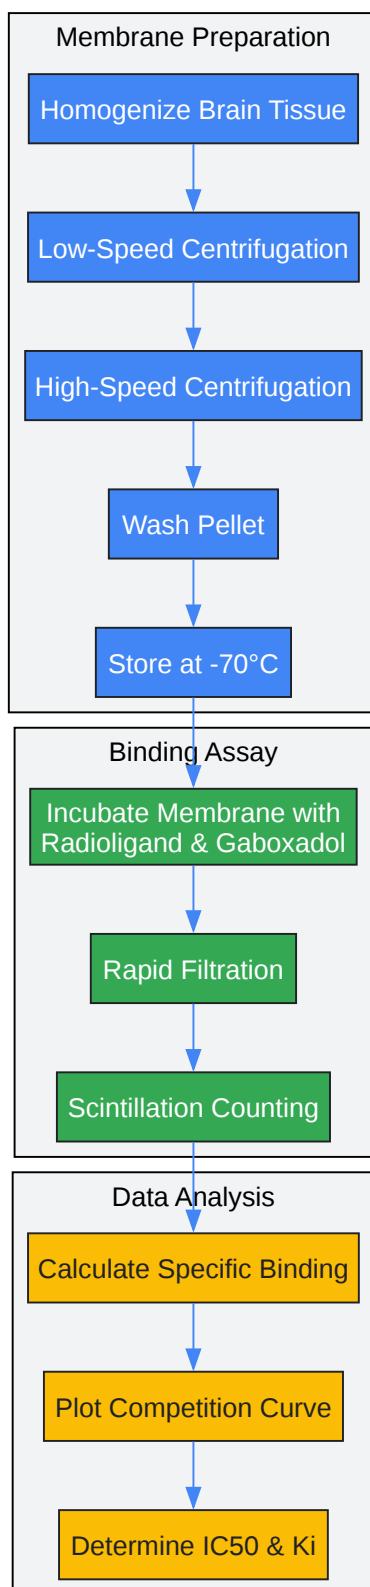 Membrane Preparation
Homogenize Brain Tissue
Low-Speed Centrifugation
High-Speed Centrifugation
Wash Pellet
Store at -70°C
Binding Assay
Incubate Membrane with
Radioligand & Gaboxadol
Rapid Filtration
Scintillation Counting
Data Analysis
Calculate Specific Binding
Plot Competition Curve
Determine IC50 & Ki